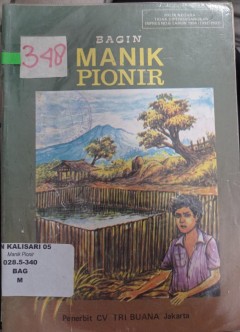 BAGIN
348
MANIK
PIONIR
N KALISARI 05
Manik Pionir
028.5-340
BAG
M
Penerbit CV. TRI BUANA Jakarta